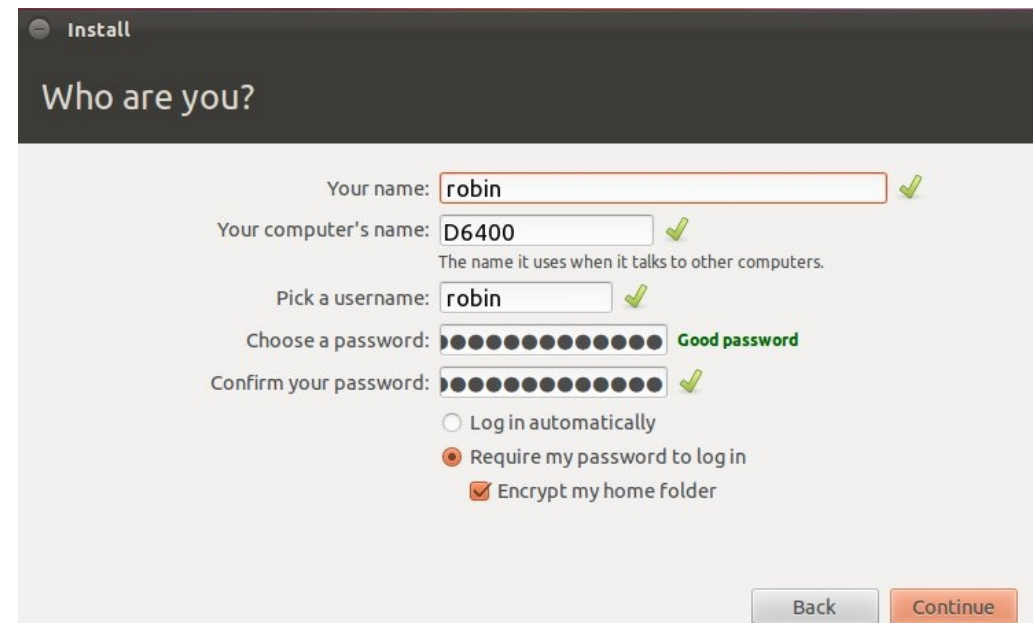 Install
Who are you?
Your name: robin
Your computer's name: D6400
The name it uses when it talks to other computers.
Pick a username: robin
Choose a password: Good password
Confirm your password:
Log in automatically
Require my password to log in
Encrypt my home folder
Back Continue